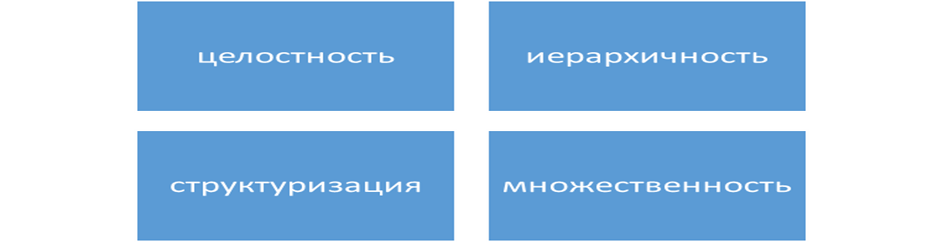 целостность
иерархичность
структуризация
множественность